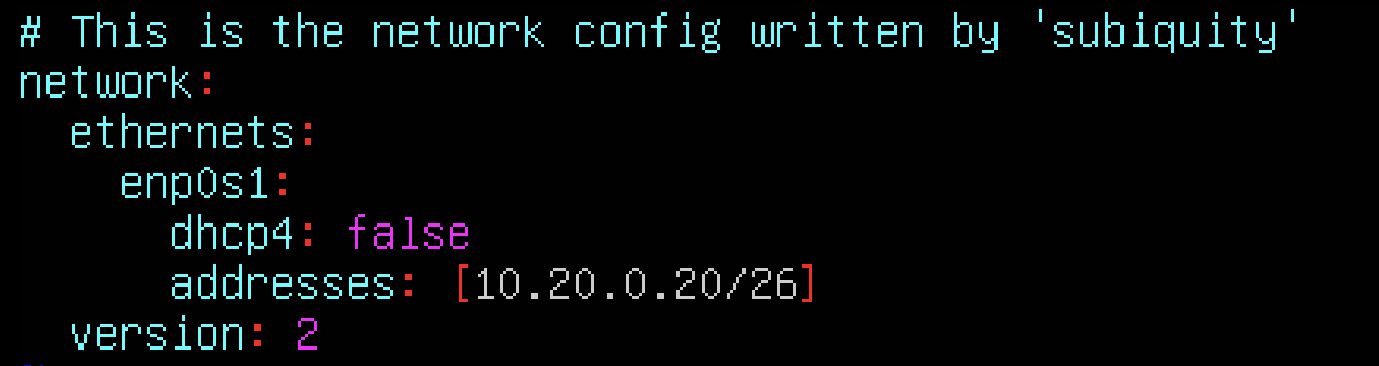 # This is the network config written by 'subiquity'
network:
  ethernets:
    enp0s1:
      dhcp4: false
      addresses: [10.20.0.20/26]
  version: 2